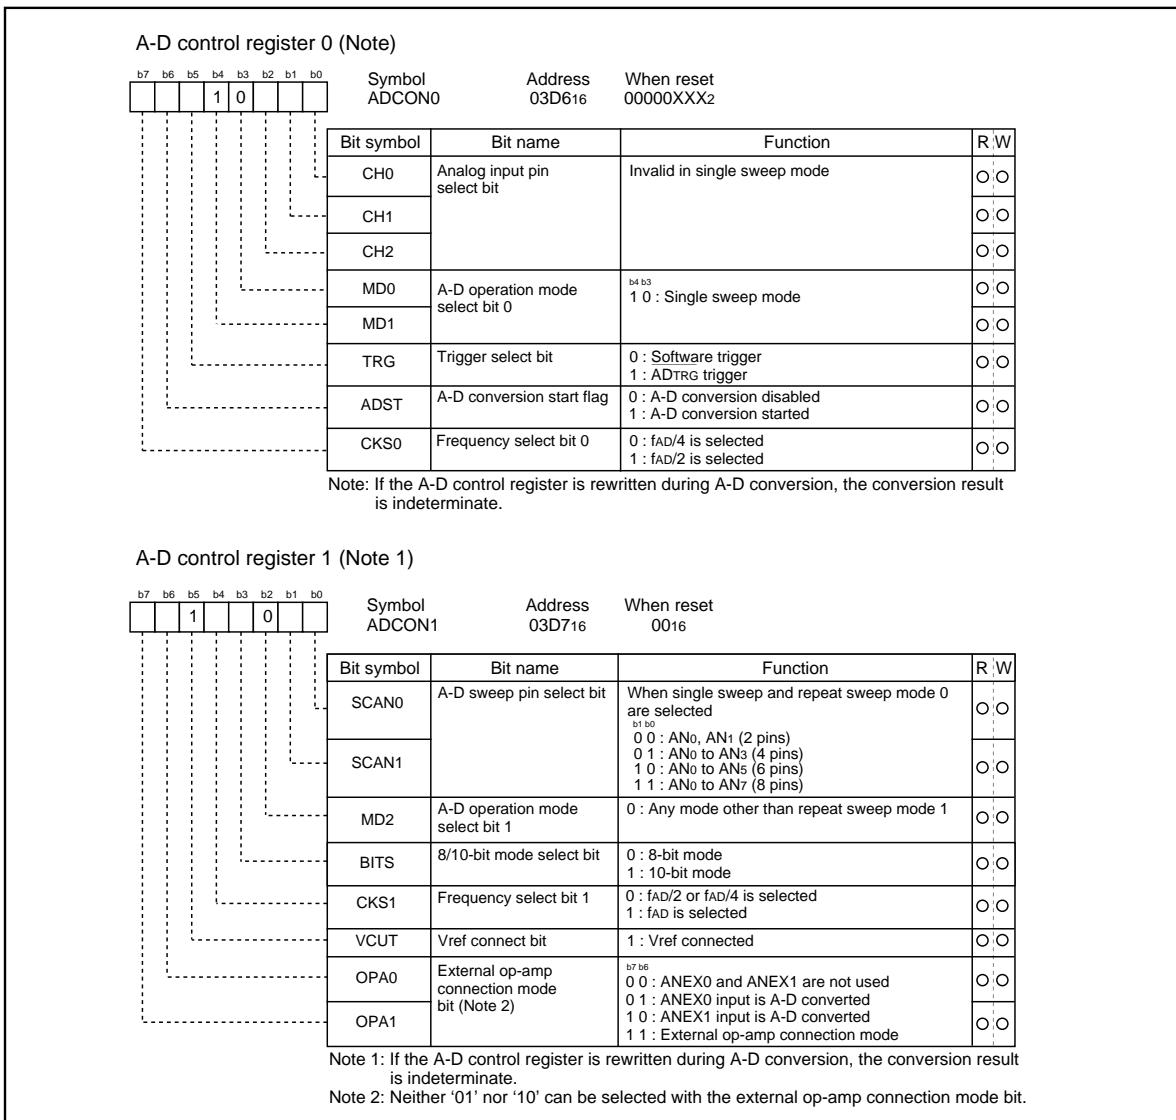 A-D control register 0 (Note)
b7 b6 b5 b4 b3 b2 b1 b0
1 0
Symbol Address When reset
ADCON0 03D616 00000XXX2
Bit symbol Bit name Function R W
CH0 Analog input pin select bit Invalid in single sweep mode
CH1
CH2
MD0 A-D operation mode select bit 0
b4 b3
1 0 : Single sweep mode
MD1
TRG Trigger select bit 0 : Software trigger
1 : ADTRG trigger
ADST A-D conversion start flag 0 : A-D conversion disabled
1 : A-D conversion started
CKS0 Frequency select bit 0 0 : fAD/4 is selected
1 : fAD/2 is selected
Note: If the A-D control register is rewritten during A-D conversion, the conversion result
is indeterminate.
A-D control register 1 (Note 1)
b7 b6 b5 b4 b3 b2 b1 b0
1 0
Symbol Address When reset
ADCON1 03D716 0016
Bit symbol Bit name Function R W
SCAN0 A-D sweep pin select bit When single sweep and repeat sweep mode 0
are selected
b1 b0
0 0 : AN0, AN1 (2 pins)
0 1 : AN0 to AN3 (4 pins)
SCAN1 1 0 : AN0 to AN5 (6 pins)
1 1 : AN0 to AN7 (8 pins)
MD2 A-D operation mode select bit 1 0 : Any mode other than repeat sweep mode 1
BITS 8/10-bit mode select bit 0 : 8-bit mode
1 : 10-bit mode
CKS1 Frequency select bit 1 0 : fAD/2 or fAD/4 is selected
1 : fAD is selected
VCUT Vref connect bit 1 : Vref connected
OPA0 External op-amp connection mode bit (Note 2)
b7 b6
0 0 : ANEX0 and ANEX1 are not used
0 1 : ANEX0 input is A-D converted
OPA1 1 0 : ANEX1 input is A-D converted
1 1 : External op-amp connection mode
Note 1: If the A-D control register is rewritten during A-D conversion, the conversion result
is indeterminate.
Note 2: Neither ‘01’ nor ‘10’ can be selected with the external op-amp connection mode bit.